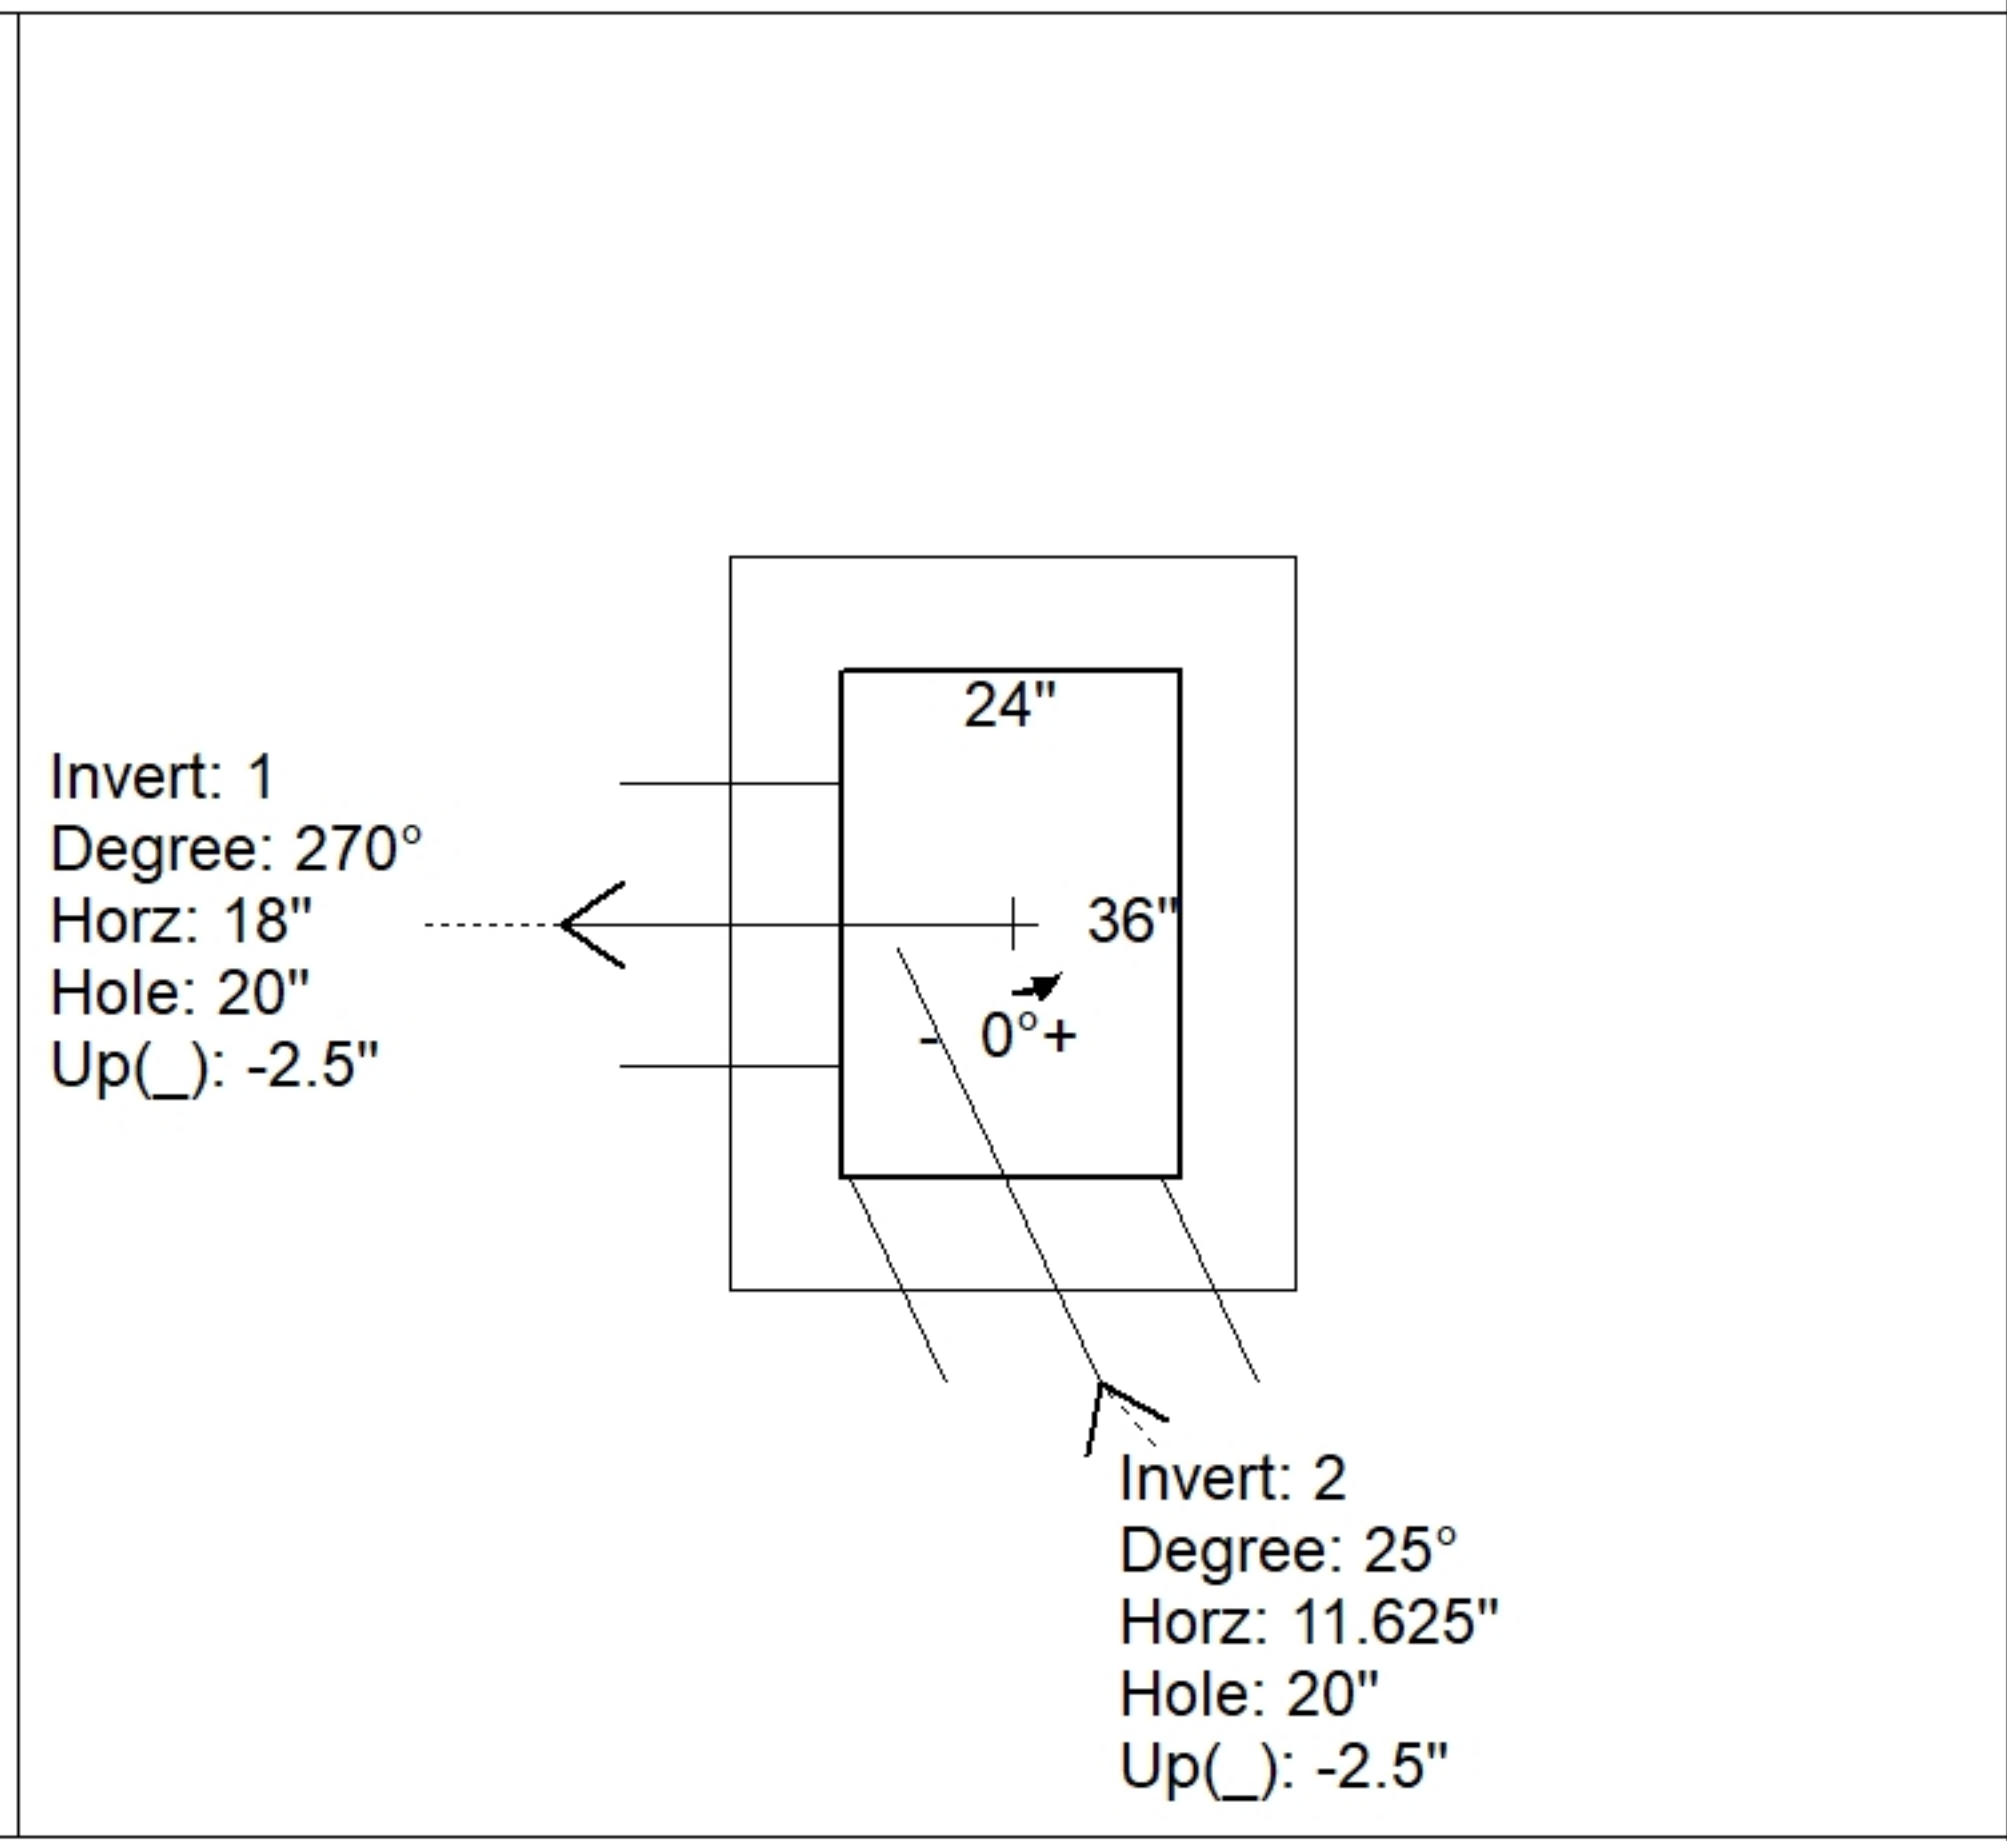 24"
Invert: 1
Degree: 270°
Horz: 18"
Hole: 20"
Up(_): -2.5"
36"
- 0°+
Invert: 2
Degree: 25°
Horz: 11.625"
Hole: 20"
Up(_): -2.5"